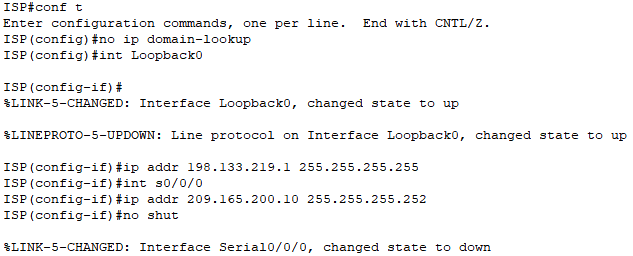 ISP#conf t
Enter configuration commands, one per line.  End with CNTL/Z.
ISP(config)#no ip domain-lookup
ISP(config)#int Loopback0
ISP(config-if)#
%LINK-5-CHANGED: Interface Loopback0, changed state to up
%LINEPROTO-5-UPDOWN: Line protocol on Interface Loopback0, changed state to up
ISP(config-if)#ip addr 198.133.219.1 255.255.255.255
ISP(config-if)#int s0/0/0
ISP(config-if)#ip addr 209.165.200.10 255.255.255.252
ISP(config-if)#no shut
%LINK-5-CHANGED: Interface Serial0/0/0, changed state to down